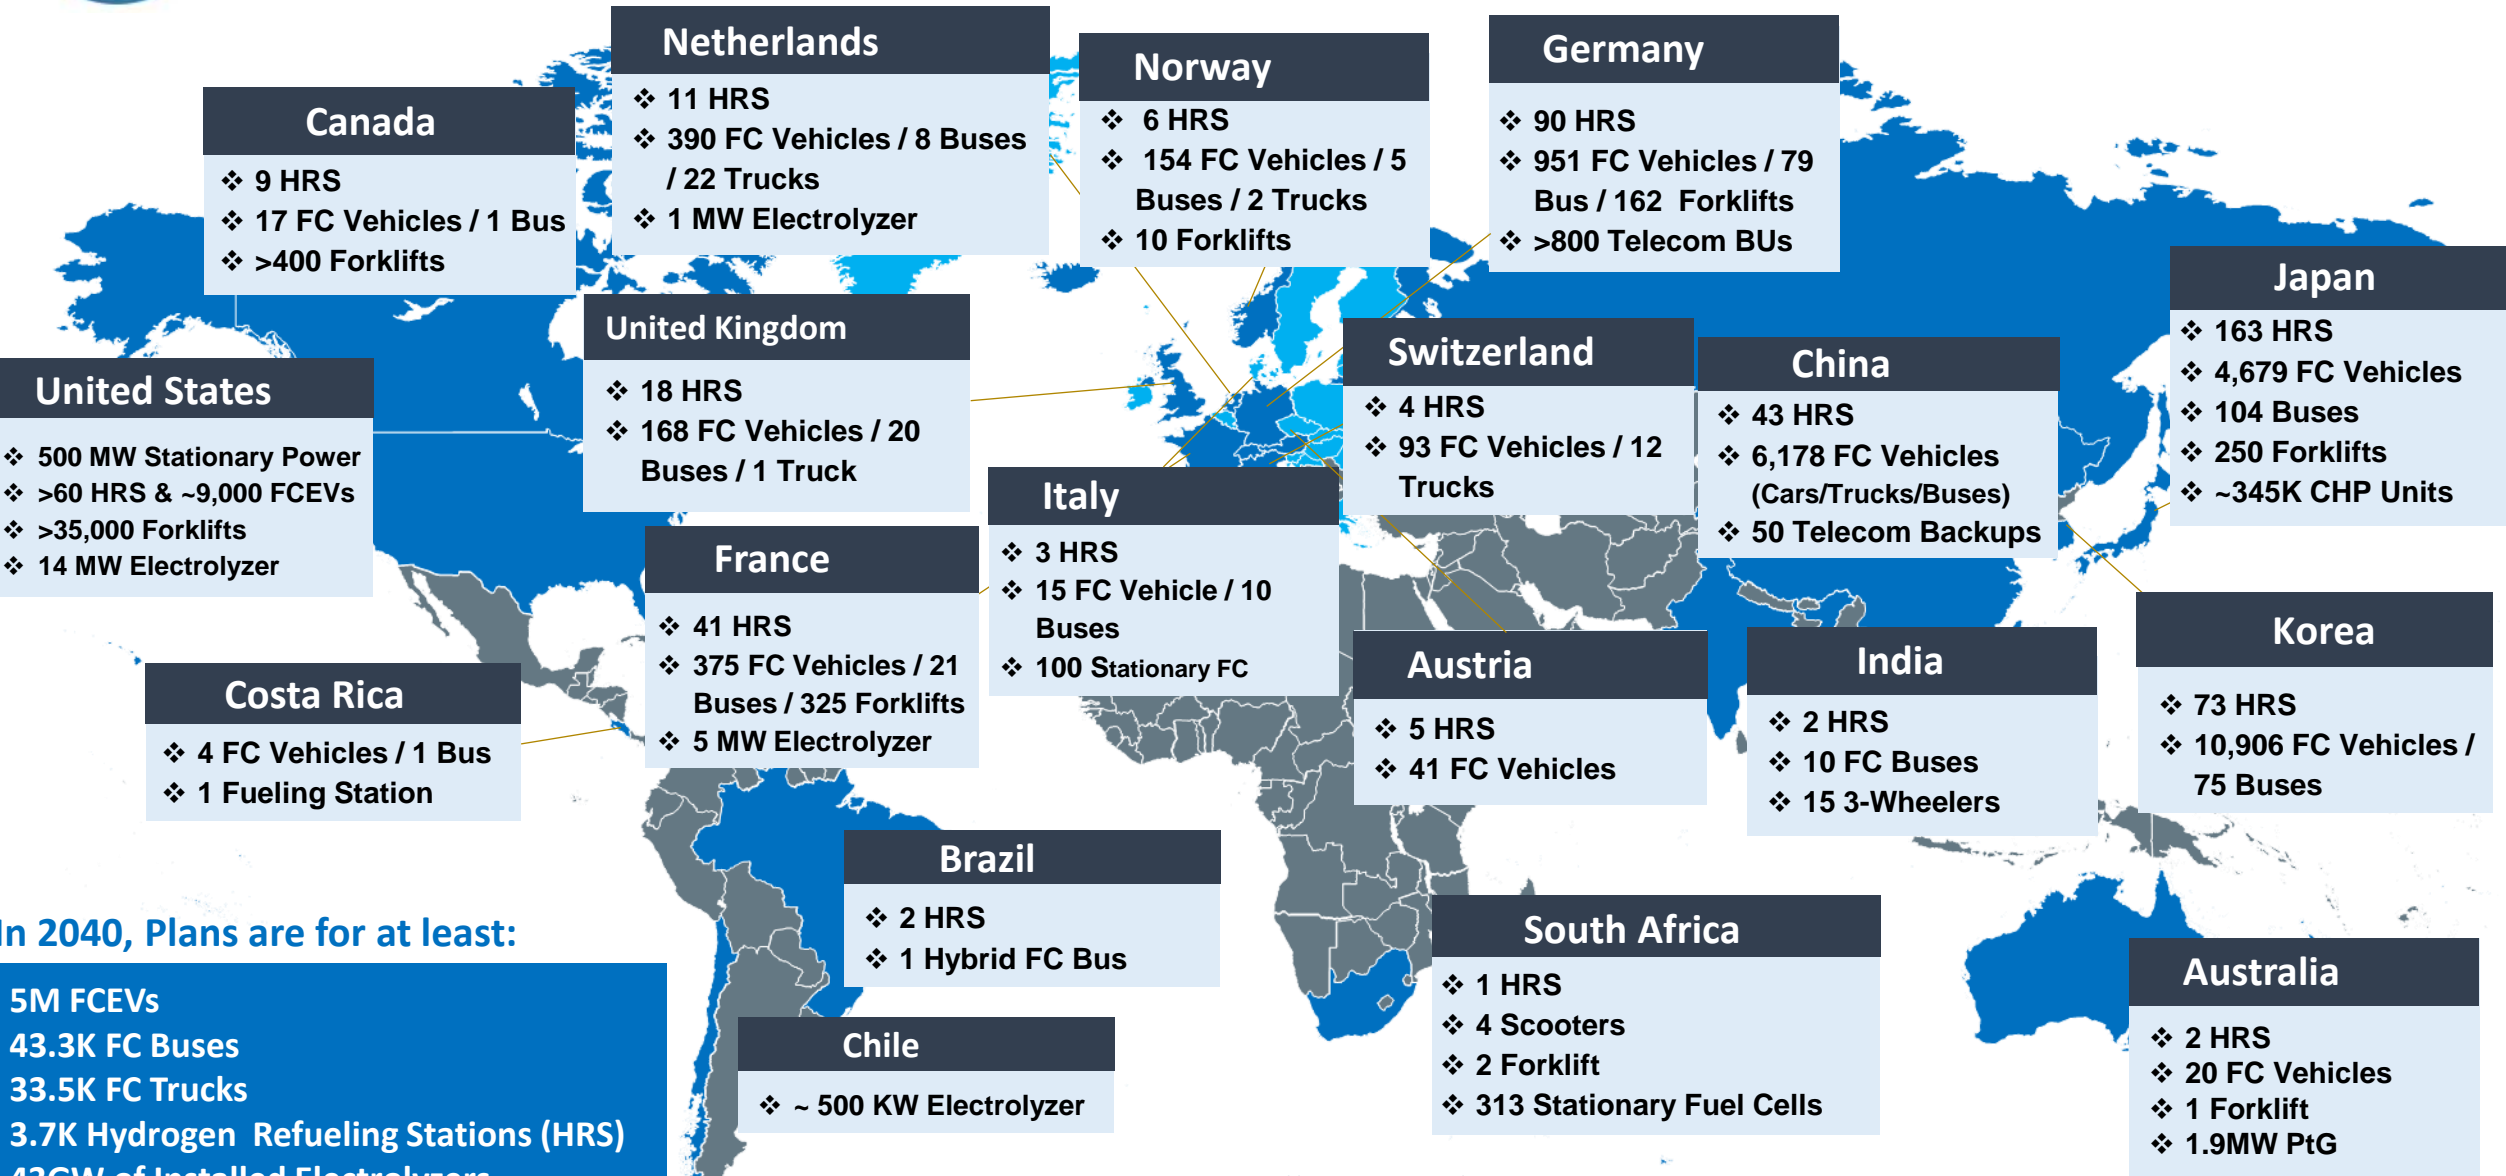 Netherlands
❖ 11 HRS
❖ 390 FC Vehicles / 8 Buses
/ 22 Trucks
❖ 1 MW Electrolyzer
Norway
❖ 6 HRS
❖ 154 FC Vehicles / 5
Buses / 2 Trucks
❖ 10 Forklifts
Germany
❖ 90 HRS
❖ 951 FC Vehicles / 79
Bus / 162 Forklifts
❖ >800 Telecom BUs
Canada
❖ 9 HRS
❖ 17 FC Vehicles / 1 Bus
❖ >400 Forklifts
Japan
❖ 163 HRS
❖ 4,679 FC Vehicles
❖ 104 Buses
❖ 250 Forklifts
❖ ~345K CHP Units
United Kingdom
❖ 18 HRS
❖ 168 FC Vehicles / 20
Buses / 1 Truck
Switzerland
❖ 4 HRS
❖ 93 FC Vehicles / 12
Trucks
China
❖ 43 HRS
❖ 6,178 FC Vehicles
(Cars/Trucks/Buses)
❖ 50 Telecom Backups
United States
❖ 500 MW Stationary Power
❖ >60 HRS & ~9,000 FCEVs
❖ >35,000 Forklifts
❖ 14 MW Electrolyzer
Italy
❖ 3 HRS
❖ 15 FC Vehicle / 10
Buses
❖ 100 Stationary FC
France
❖ 41 HRS
❖ 375 FC Vehicles / 21
Buses / 325 Forklifts
❖ 5 MW Electrolyzer
Korea
❖ 73 HRS
❖ 10,906 FC Vehicles /
75 Buses
Austria
❖ 5 HRS
❖ 41 FC Vehicles
India
❖ 2 HRS
❖ 10 FC Buses
❖ 15 3-Wheelers
Costa Rica
❖ 4 FC Vehicles / 1 Bus
❖ 1 Fueling Station
Brazil
❖ 2 HRS
❖ 1 Hybrid FC Bus
South Africa
❖ 1 HRS
❖ 4 Scooters
❖ 2 Forklift
❖ 313 Stationary Fuel Cells
Australia
❖ 2 HRS
❖ 20 FC Vehicles
❖ 1 Forklift
❖ 1.9MW PtG
Chile
❖ ~ 500 KW Electrolyzer
In 2040, Plans are for at least:
5M FCEVs
43.3K FC Buses
33.5K FC Trucks
3.7K Hydrogen Refueling Stations (HRS)
43GW of Installed Electrolyzers